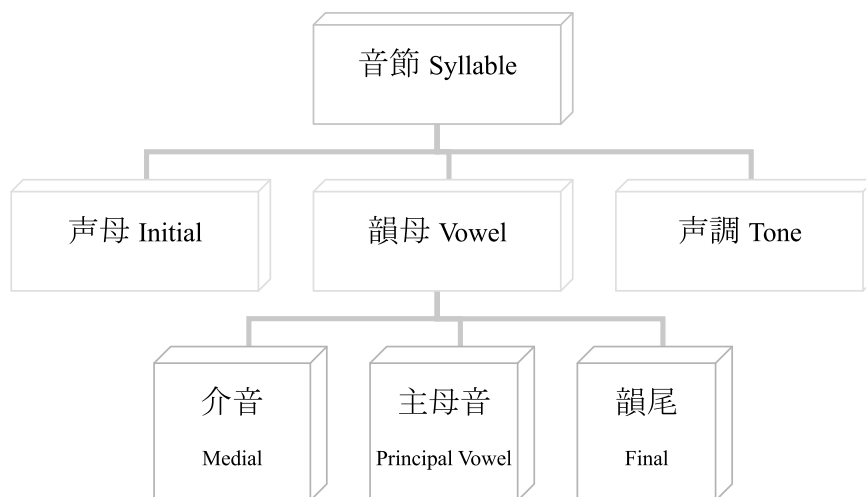 音節 Syllable
声母 Initial
韻母 Vowel
声調 Tone
介音
Medial
主母音
Principal Vowel
韻尾
Final